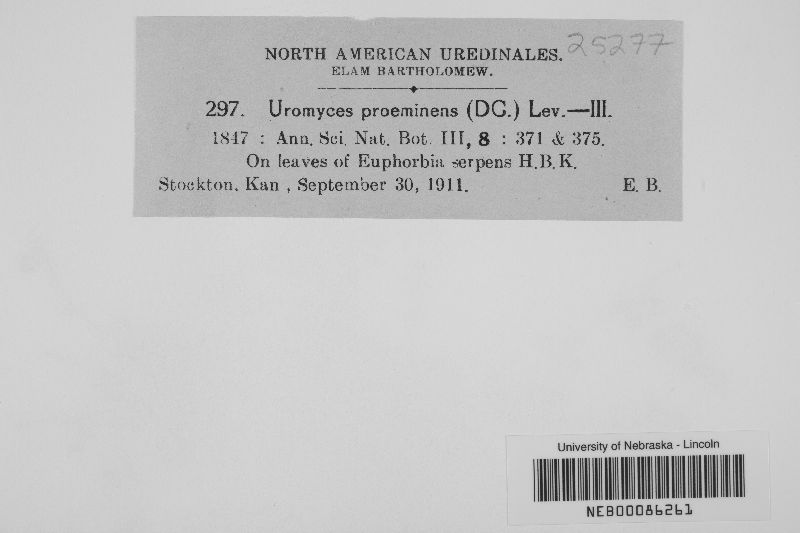 25277
NORTH AMERICAN UREDINALES.
ELAM BARTHOLOMEW.
297. Uromyces proeminens (DC.) Lev.—III.
1847 : Ann. Sci. Nat. Bot. III, 8 : 371 & 375.
On leaves of Euphorbia serpens H.B.K.
Stockton, Kan , September 30, 1911. E. B.
University of Nebraska - Lincoln
NEB00086261